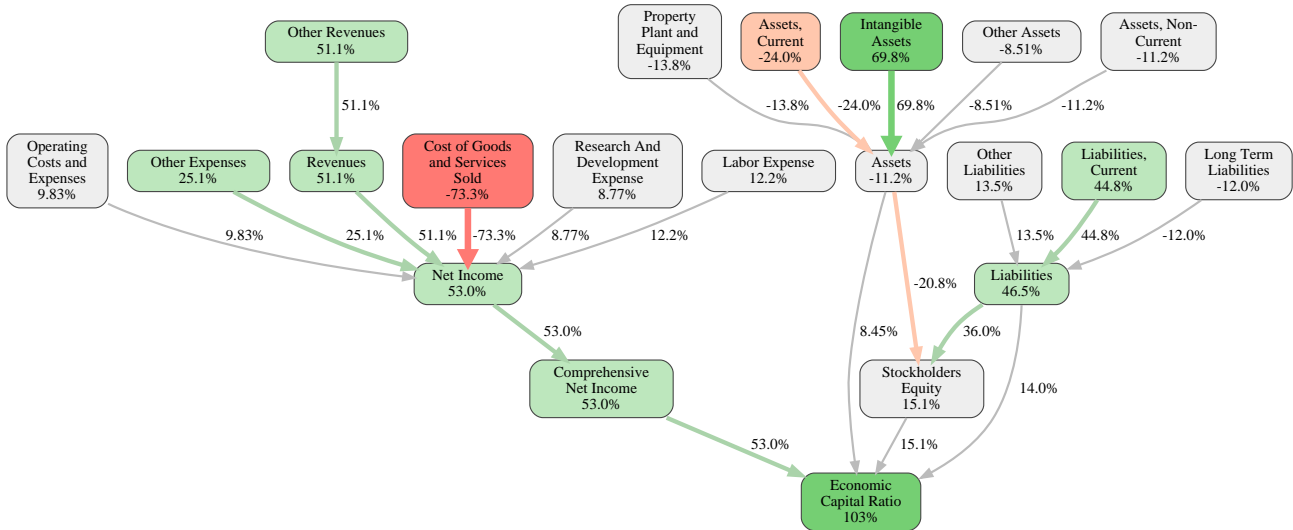 Other Revenues
51.1%
Property
Plant and
Equipment
-13.8%
Assets,
Current
-24.0%
Intangible
Assets
69.8%
Other Assets
-8.51%
Assets, Non-
Current
-11.2%
51.1%
-13.8%
-24.0%
69.8%
-8.51%
-11.2%
Operating
Costs and
Expenses
9.83%
Other Expenses
25.1%
Revenues
51.1%
Cost of Goods
and Services
Sold
-73.3%
Research And
Development
Expense
8.77%
Labor Expense
12.2%
Assets
-11.2%
Other
Liabilities
13.5%
Liabilities,
Current
44.8%
Long Term
Liabilities
-12.0%
9.83%
25.1%
51.1%
-73.3%
8.77%
12.2%
13.5%
44.8%
-12.0%
Net Income
53.0%
Liabilities
46.5%
-20.8%
53.0%
8.45%
36.0%
Comprehensive
Net Income
53.0%
Stockholders
Equity
15.1%
14.0%
53.0%
15.1%
Economic
Capital Ratio
103%